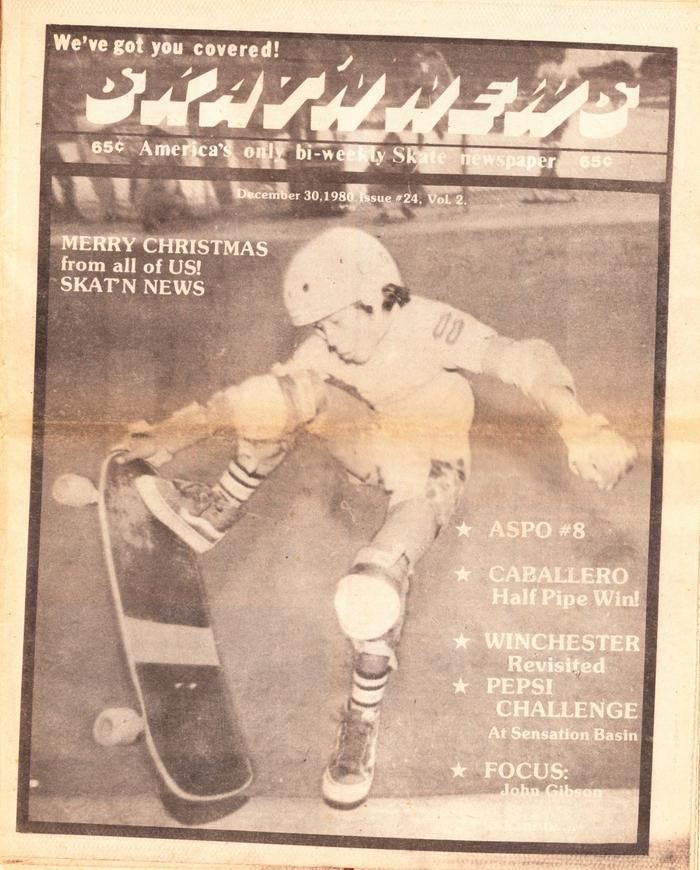 We've got you covered!
SKAT'N NEWS
65¢ America's only bi-weekly Skate newspaper 65¢
December 30,1980 Issue #24, Vol. 2.
MERRY CHRISTMAS
from all of US!
SKAT'N NEWS
★ ASPO #8
★ CABALLERO
Half Pipe Win!
★ WINCHESTER
Revisited
★ PEPSI
CHALLENGE
At Sensation Basin
★ FOCUS:
John Gibson